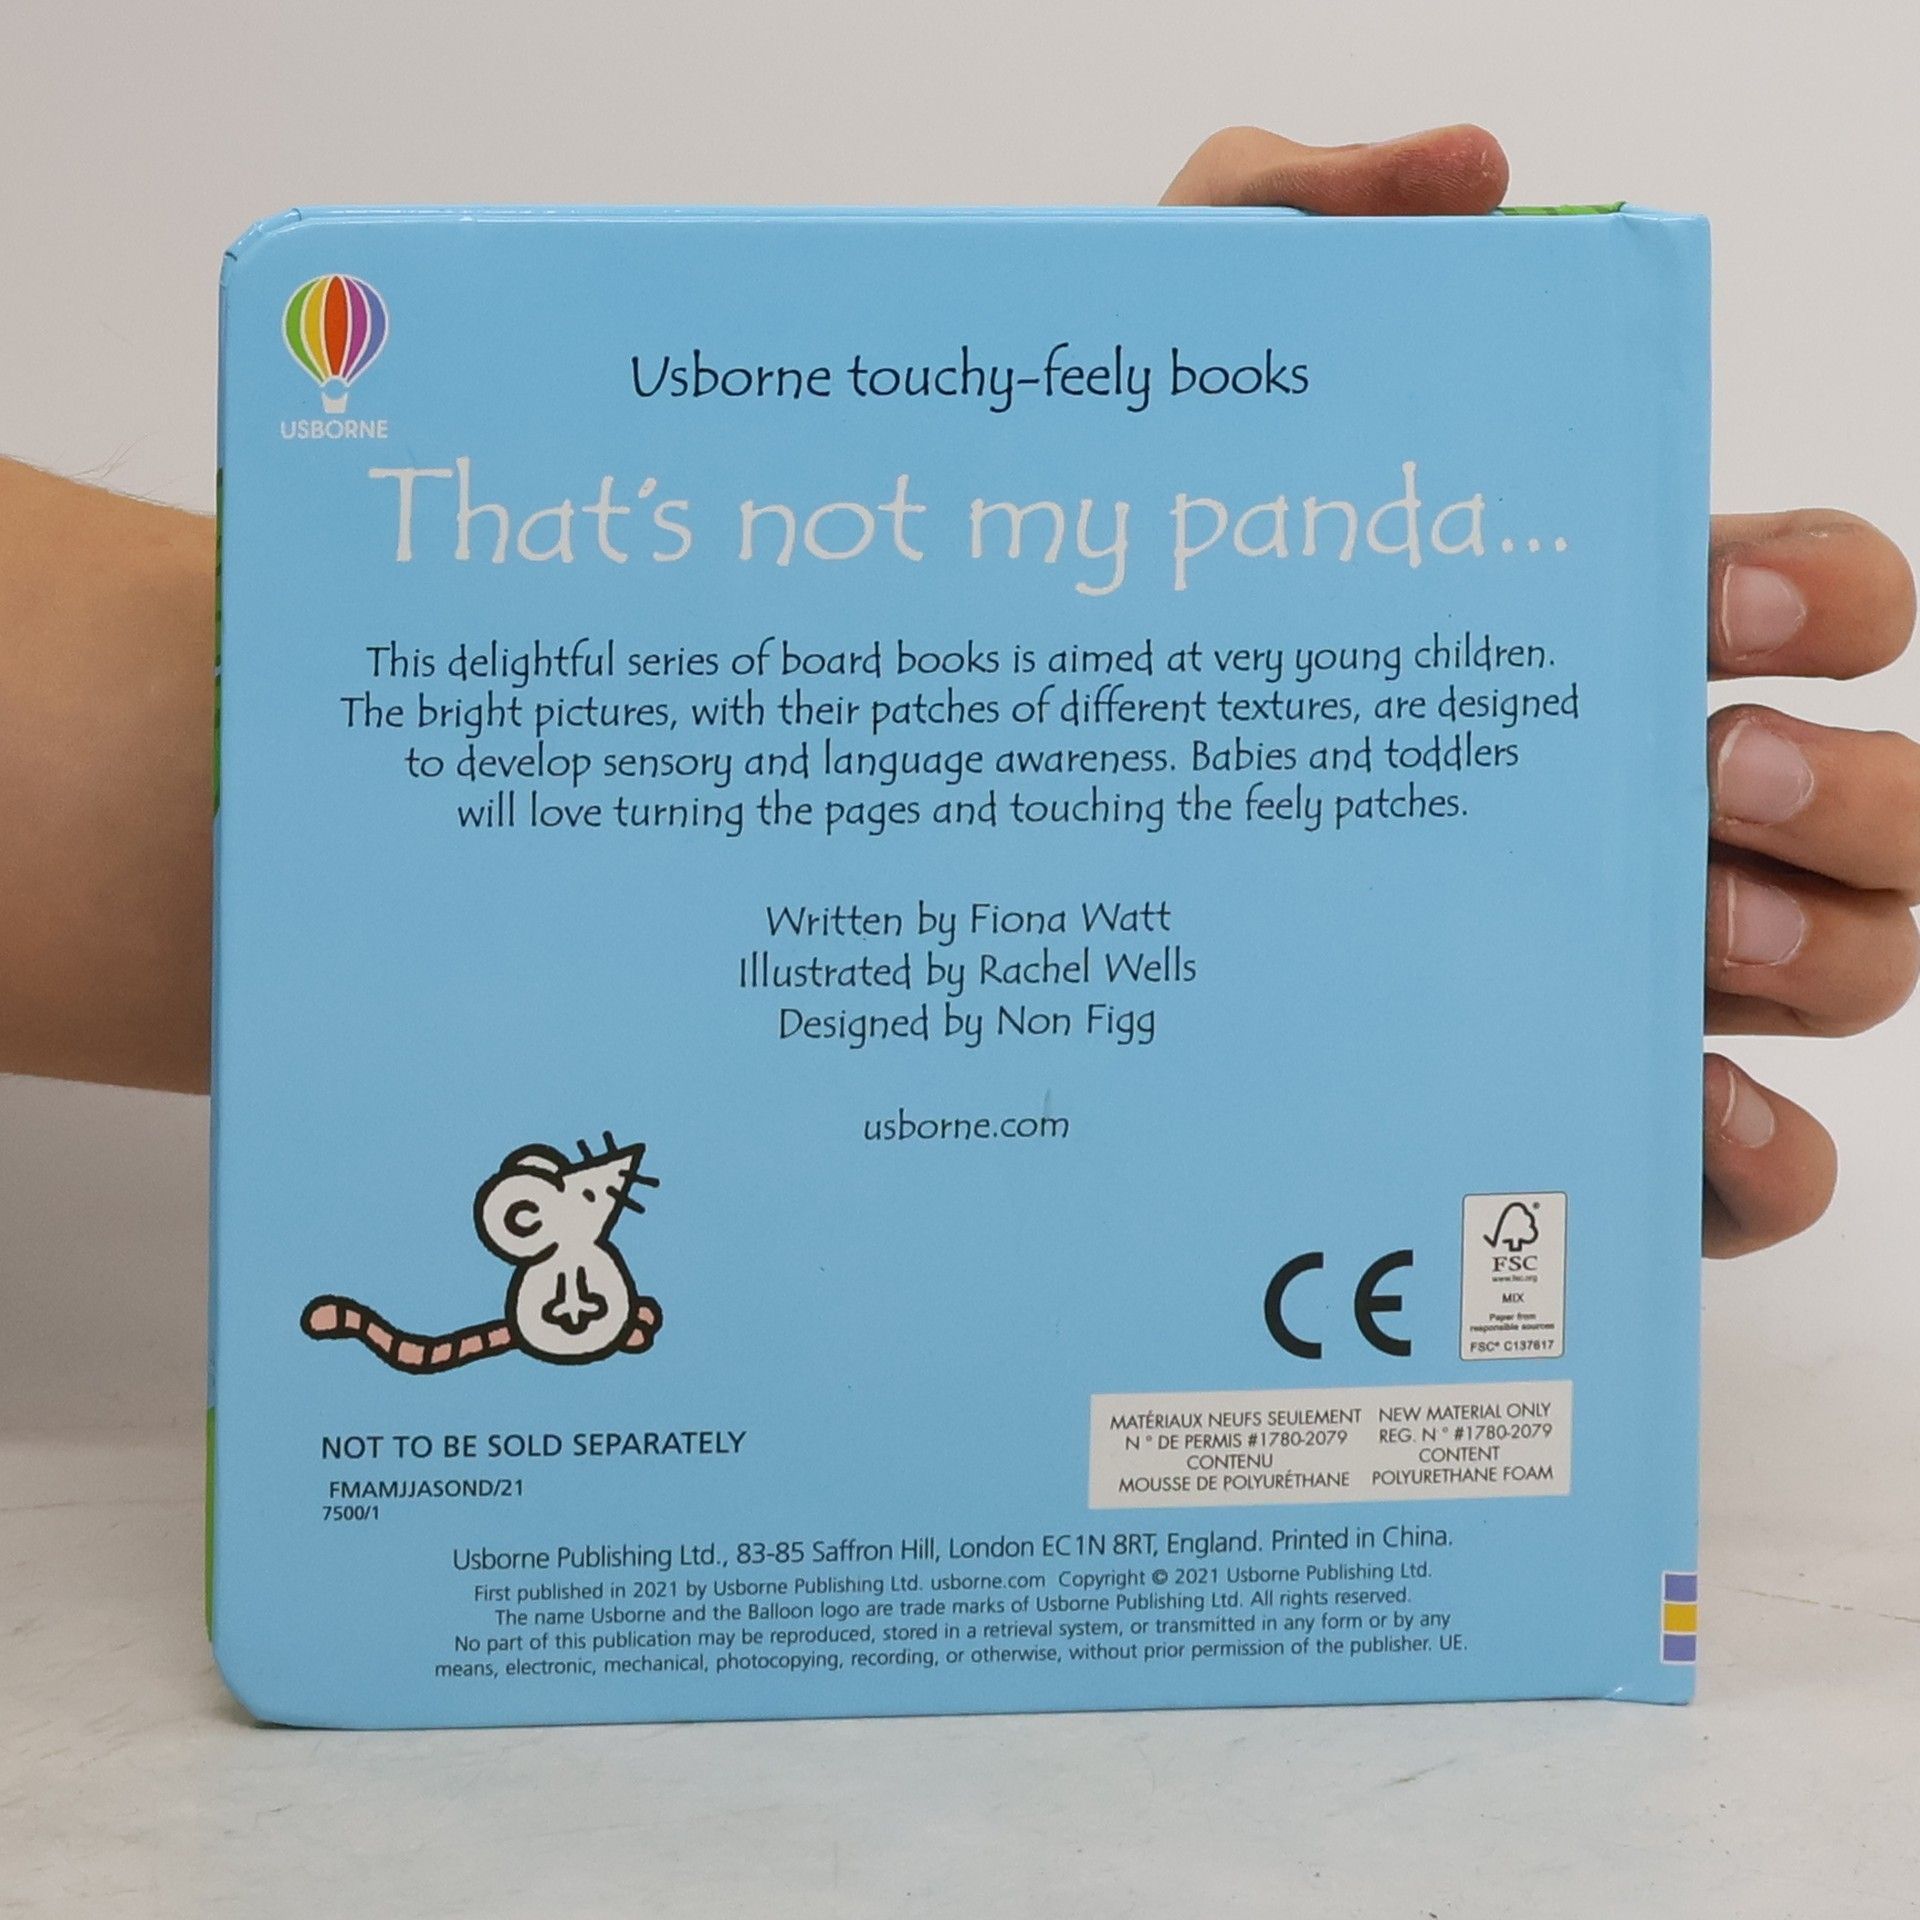 USBORNE
Usborne touchy-feely books
That's not my panda...
This delightful series of board books is aimed at very young children.
The bright pictures, with their patches of different textures, are designed
to develop sensory and language awareness. Babies and toddlers
will love turning the pages and touching the feely patches.
Written by Fiona Watt
Illustrated by Rachel Wells
Designed by Non Figg
usborne.com
CE
FSC
www.fsc.org
MIX
Paper from
responsible sources
FSC® C137617
NOT TO BE SOLD SEPARATELY
FMAMJJASOND/21
7500/1
MATÉRIAUX NEUFS SEULEMENT
N° DE PERMIS #1780-2079
CONTENU
MOUSSE DE POLYURÉTHANE
NEW MATERIAL ONLY
REG. N° #1780-2079
CONTENT
POLYURETHANE FOAM
Usborne Publishing Ltd., 83-85 Saffron Hill, London EC1N 8RT, England. Printed in China.
First published in 2021 by Usborne Publishing Ltd. usborne.com Copyright © 2021 Usborne Publishing Ltd.
The name Usborne and the Balloon logo are trade marks of Usborne Publishing Ltd. All rights reserved.
No part of this publication may be reproduced, stored in a retrieval system, or transmitted in any form or by any
means, electronic, mechanical, photocopying, recording, or otherwise, without prior permission of the publisher. UE.